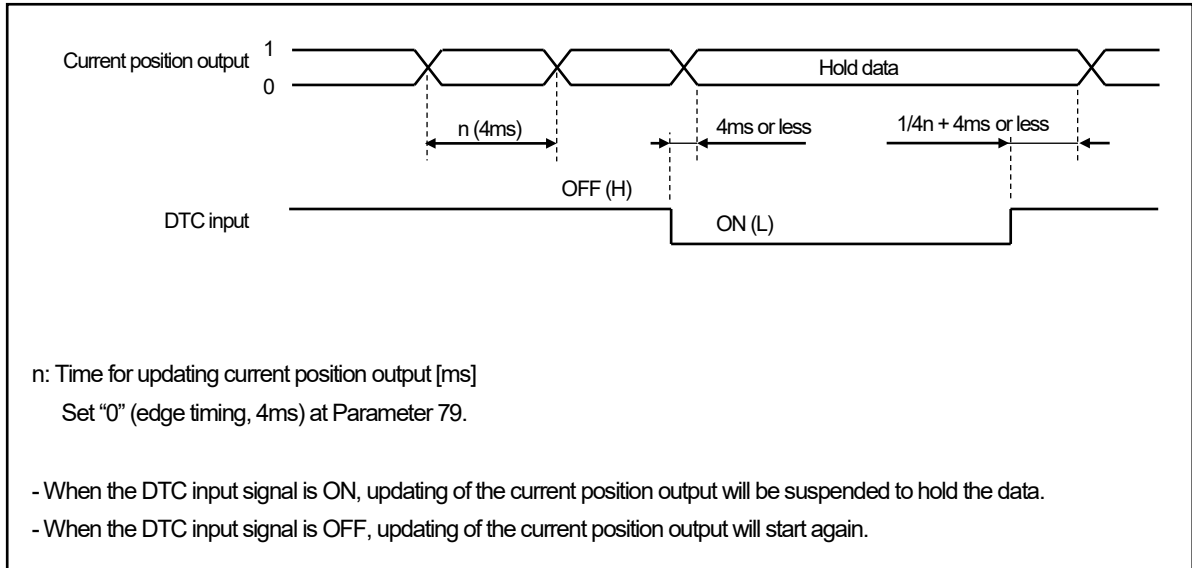 Current position output
1
0
Hold data
n (4ms)
4ms or less
1/4n + 4ms or less
OFF (H)
DTC input
ON (L)
n: Time for updating current position output [ms]
Set “0” (edge timing, 4ms) at Parameter 79.
- When the DTC input signal is ON, updating of the current position output will be suspended to hold the data.
- When the DTC input signal is OFF, updating of the current position output will start again.